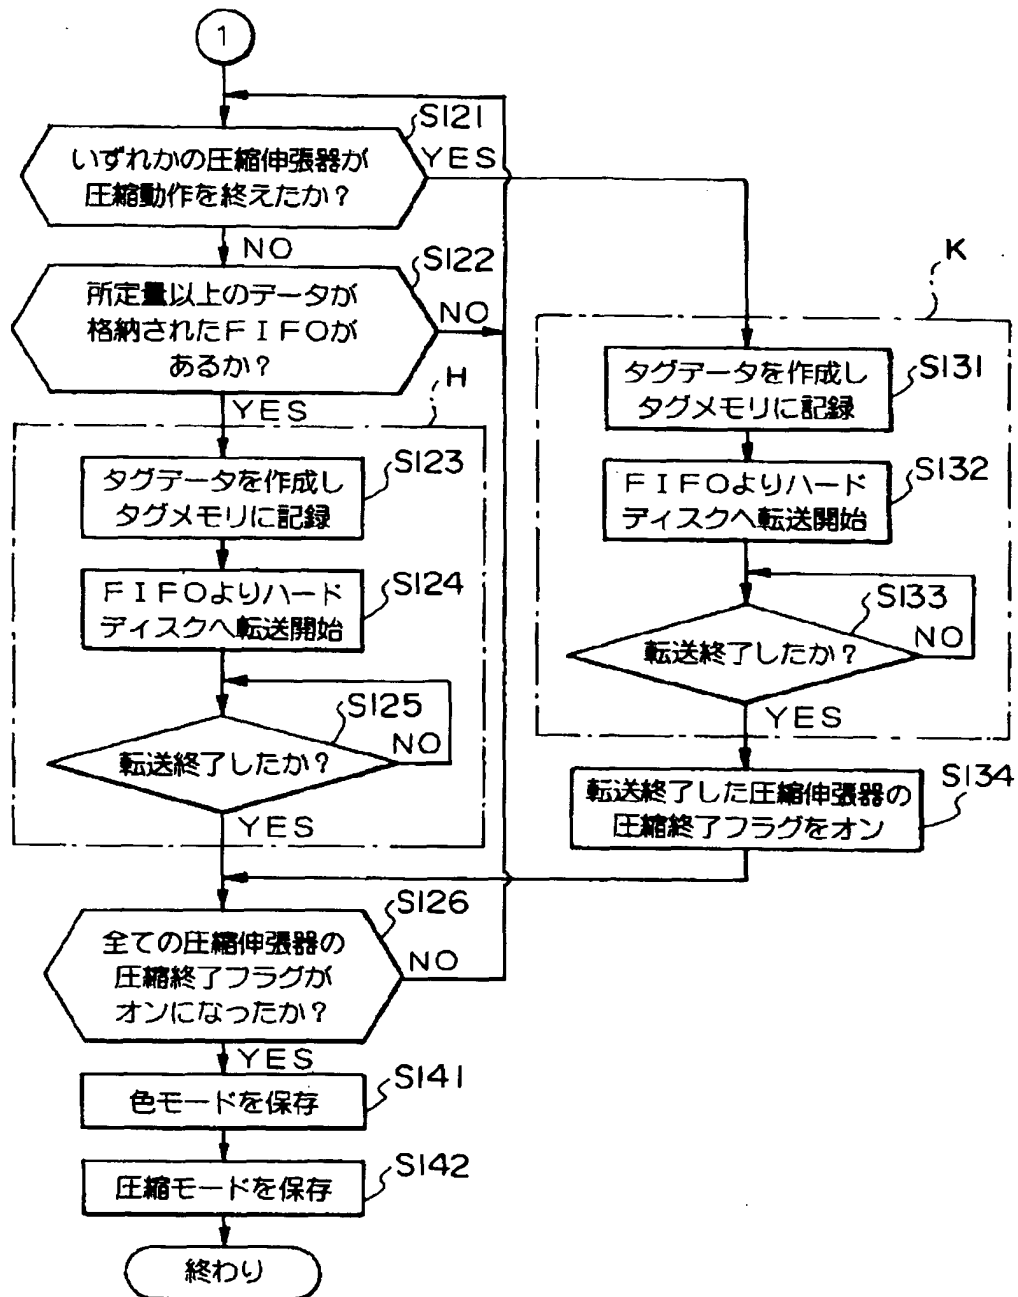 1
S121
いずれかの圧縮伸張器が
圧縮動作を終えたか？
YES
NO
S122
所定量以上のデータが
格納されたＦＩＦＯが
あるか？
NO
YES
H
S123
タグデータを作成し
タグメモリに記録
S124
ＦＩＦＯよりハード
ディスクへ転送開始
S125
転送終了したか？
NO
YES
K
S131
タグデータを作成し
タグメモリに記録
S132
ＦＩＦＯよりハード
ディスクへ転送開始
S133
転送終了したか？
NO
YES
S134
転送終了した圧縮伸張器の
圧縮終了フラグをオン
S126
全ての圧縮伸張器の
圧縮終了フラグが
オンになったか？
NO
YES
S141
色モードを保存
S142
圧縮モードを保存
終わり